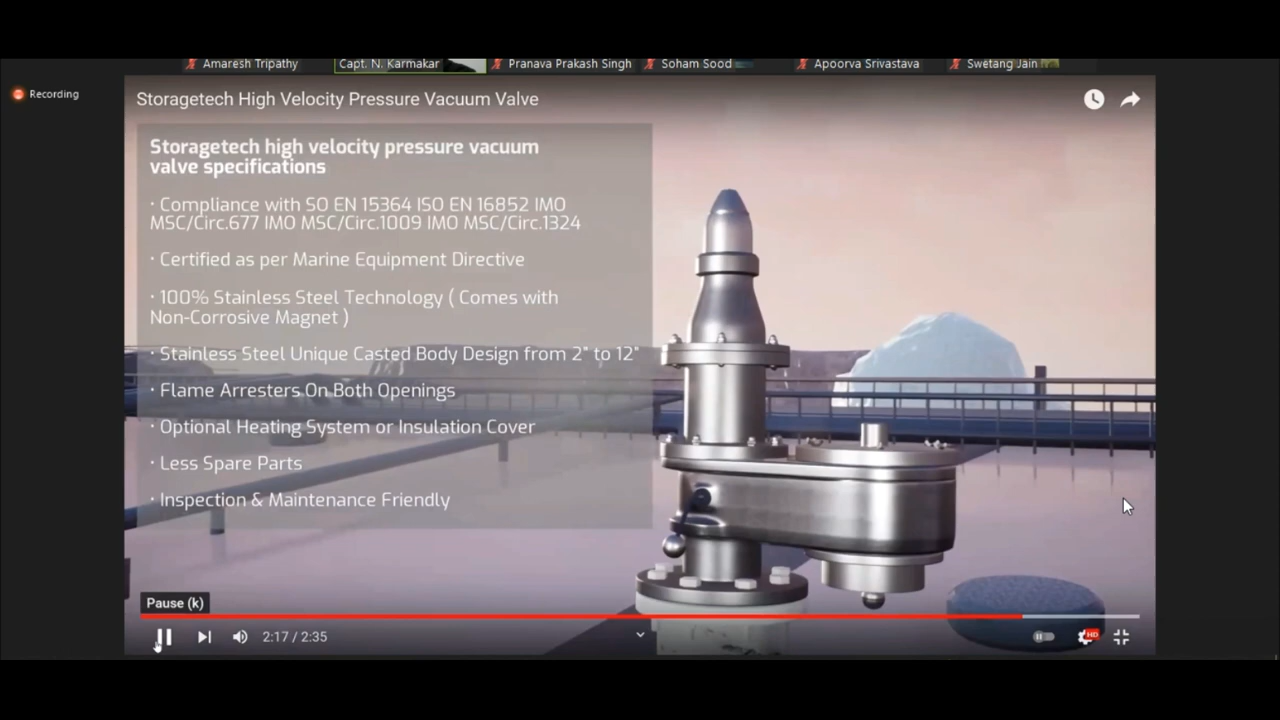 Amaresh Tripathy
Capt. N. Karmakar
Pranava Prakash Singh
Soham Sood
Apoorva Srivastava
Swetang Jain
Recording
Storagetech High Velocity Pressure Vacuum Valve
Storagetech high velocity pressure vacuum
valve specifications
· Compliance with SO EN 15364 ISO EN 16852 IMO
MSC/Circ.677 IMO MSC/Circ.1009 IMO MSC/Circ.1324
· Certified as per Marine Equipment Directive
· 100% Stainless Steel Technology ( Comes with
Non-Corrosive Magnet )
· Stainless Steel Unique Casted Body Design from 2" to 12"
· Flame Arresters On Both Openings
· Optional Heating System or Insulation Cover
· Less Spare Parts
· Inspection & Maintenance Friendly
Pause (k)
2:17 / 2:35
HD